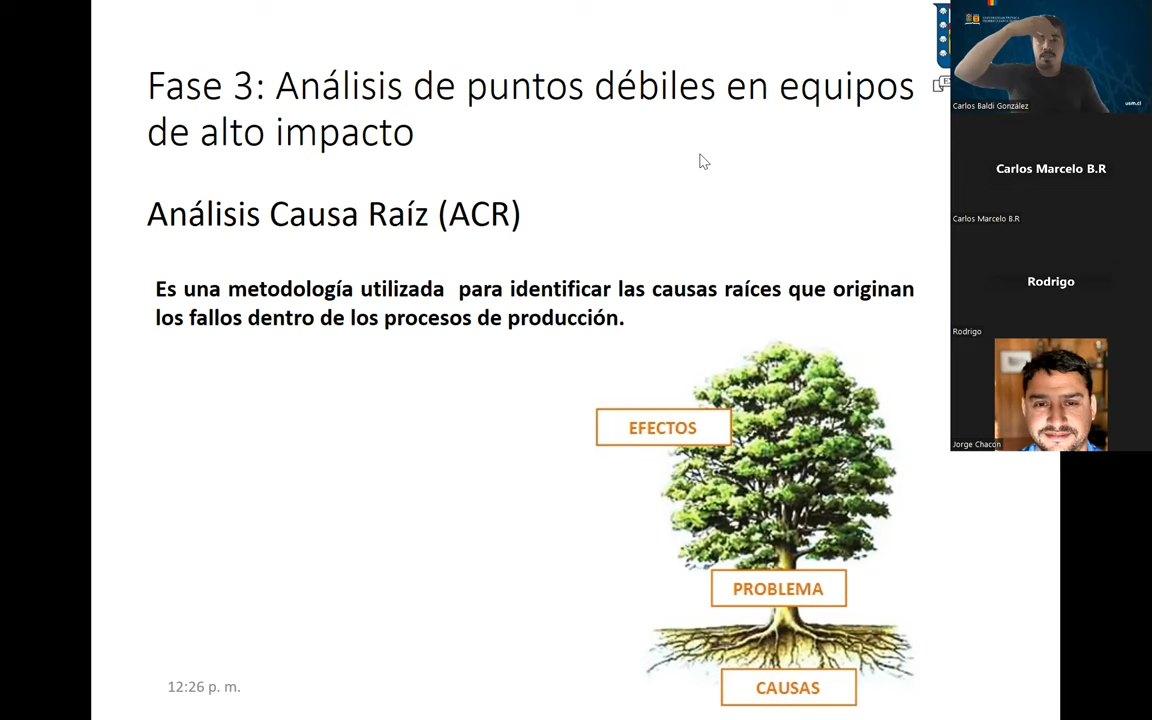 Fase 3: Análisis de puntos débiles en equipos
de alto impacto
Análisis Causa Raíz (ACR)
Es una metodología utilizada para identificar las causas raíces que originan
los fallos dentro de los procesos de producción.
EFECTOS
PROBLEMA
CAUSAS
12:26 p. m.
usm.cl
Carlos Baldi González
Carlos Marcelo B.R
Carlos Marcelo B.R
Rodrigo
Rodrigo
Jorge Chacon